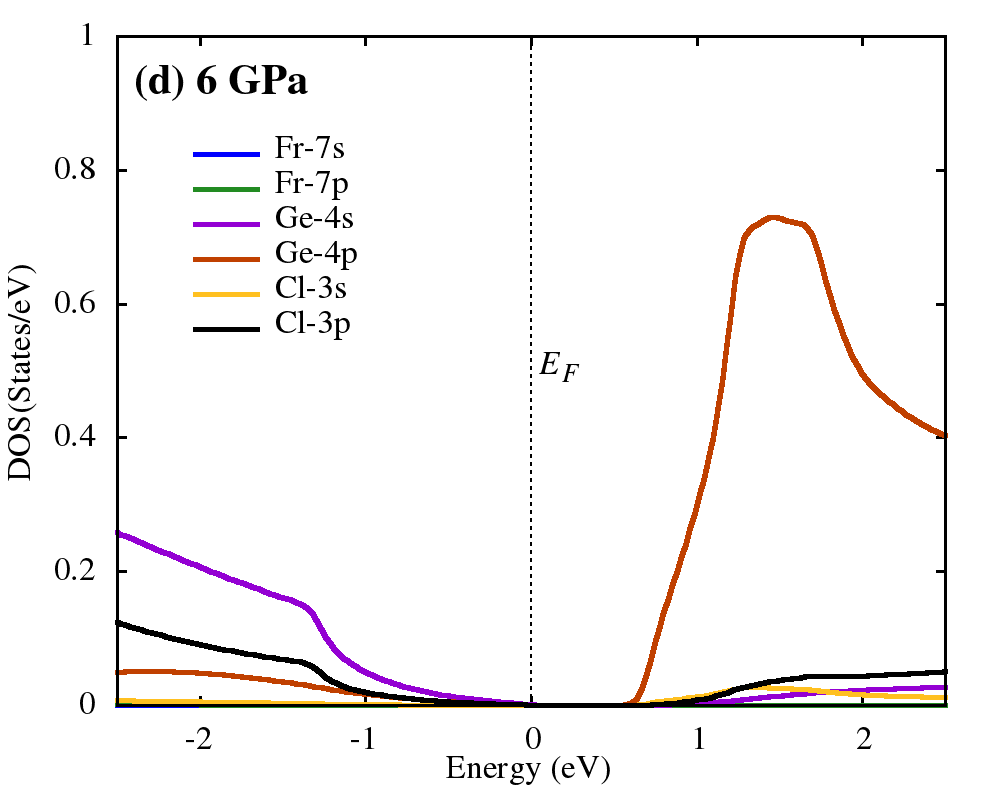 (d) 6 GPa
Fr-7s
Fr-7p
Ge-4s
Ge-4p
Cl-3s
Cl-3p
E_F
DOS(States/eV)
1
0.8
0.6
0.4
0.2
0
-2 -1 0 1 2
Energy (eV)